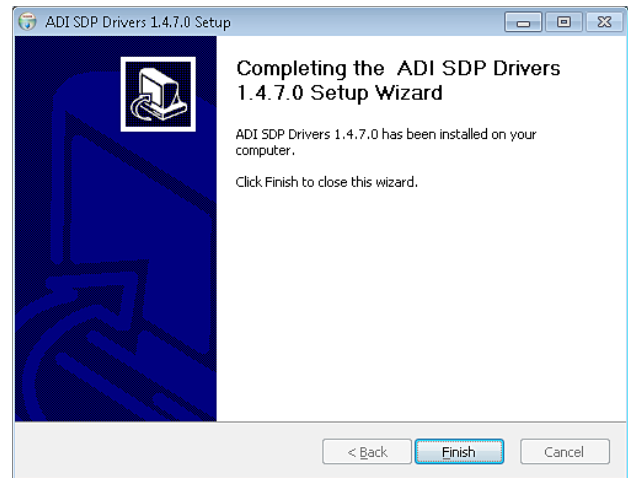 ADI SDP Drivers 1.4.7.0 Setup
Completing the ADI SDP Drivers
1.4.7.0 Setup Wizard
ADI SDP Drivers 1.4.7.0 has been installed on your
computer.
Click Finish to close this wizard.
< Back
Finish
Cancel